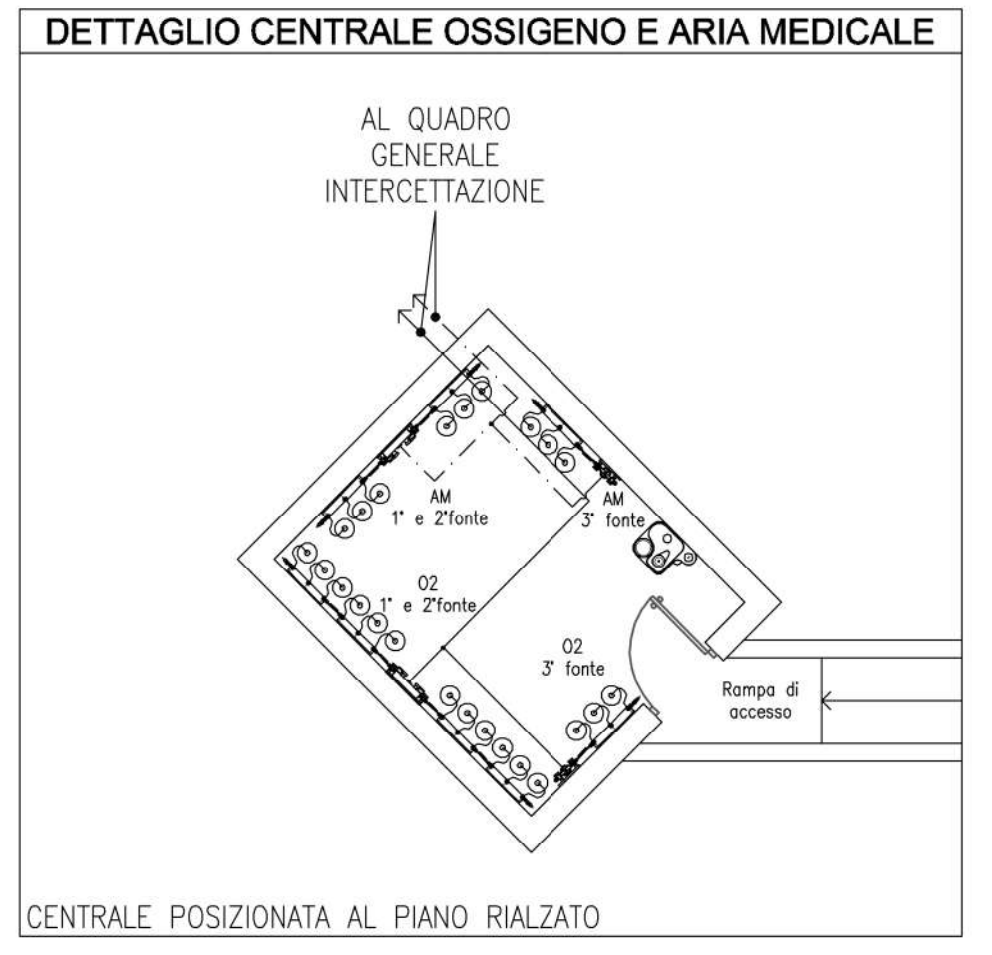 DETTAGLIO CENTRALE OSSIGENO E ARIA MEDICALE
AL QUADRO
GENERALE
INTERCETTAZIONE
AM
1° e 2°fonte
AM
3° fonte
O2
1° e 2°fonte
O2
3° fonte
Rampa di
accesso
CENTRALE POSIZIONATA AL PIANO RIALZATO